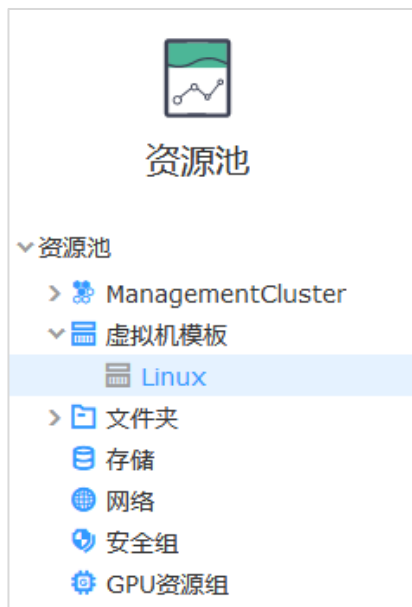 资源池
资源池
ManagementCluster
虚拟机模板
Linux
文件夹
存储
网络
安全组
GPU资源组